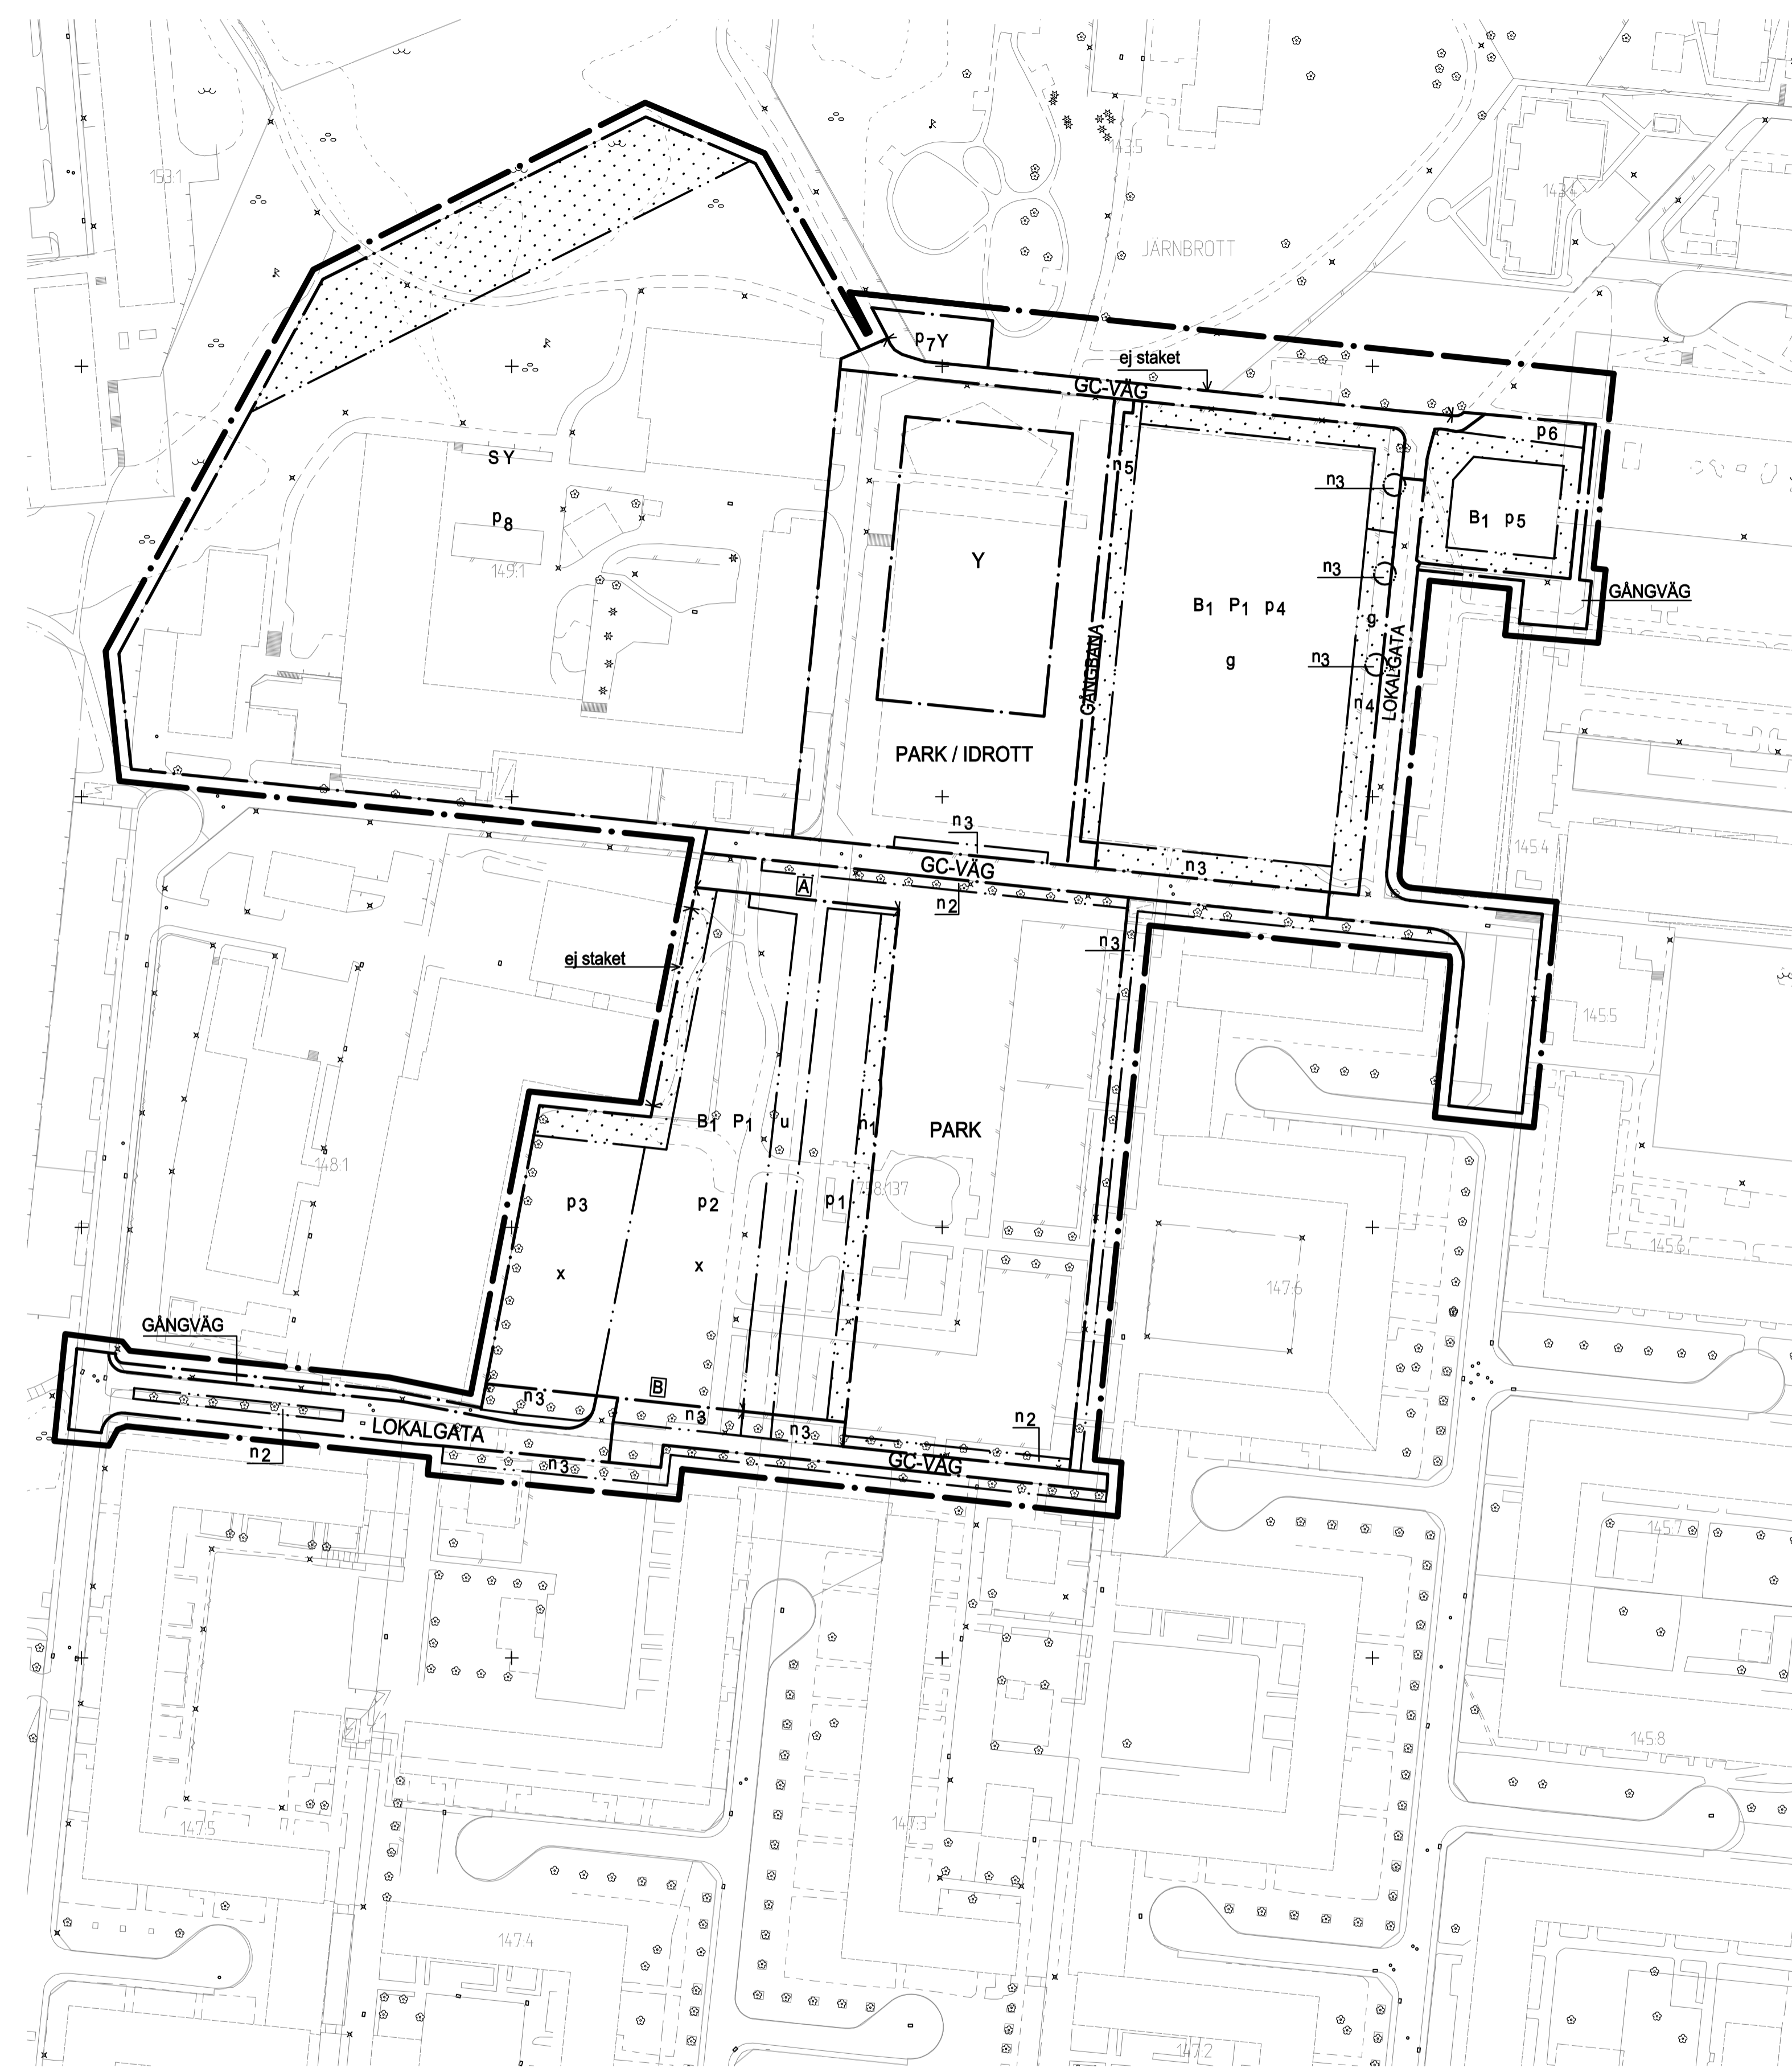 153:1
143:5
143:4
JÄRNBROTT
p7Y
ej staket
GC-VÄG
p6
S Y
n5
n3
p8
B1 p5
149:1
Y
n3
GÅNGVÄG
B1 P1 p4
g
g
n3
GÅNGBANA
LOKALGATA
n4
PARK / IDROTT
n3
145:4
GC-VÄG
n3
A
n2
n3
ej staket
145:5
B1 P1 u
n1
PARK
148:1
p3
p2
p1
758:137
x
x
145:6
147:6
GÅNGVÄG
B
n3
n3
n3
n2
LOKALGATA
n2
n3
GC-VÄG
145:7
145:8
147:5
147:3
147:4
147:2